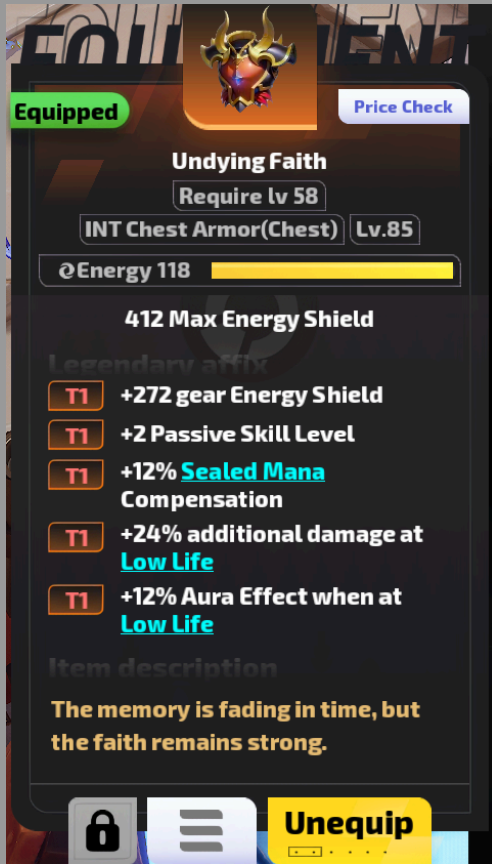 EQUIPMENT
Equipped
Price Check
Undying Faith
Require lv 58
INT Chest Armor(Chest) Lv.85
Energy 118
412 Max Energy Shield
Legendary affix
T1 +272 gear Energy Shield
T1 +2 Passive Skill Level
T1 +12% Sealed Mana
Compensation
T1 +24% additional damage at
Low Life
T1 +12% Aura Effect when at
Low Life
Item description
The memory is fading in time, but
the faith remains strong.
Unequip